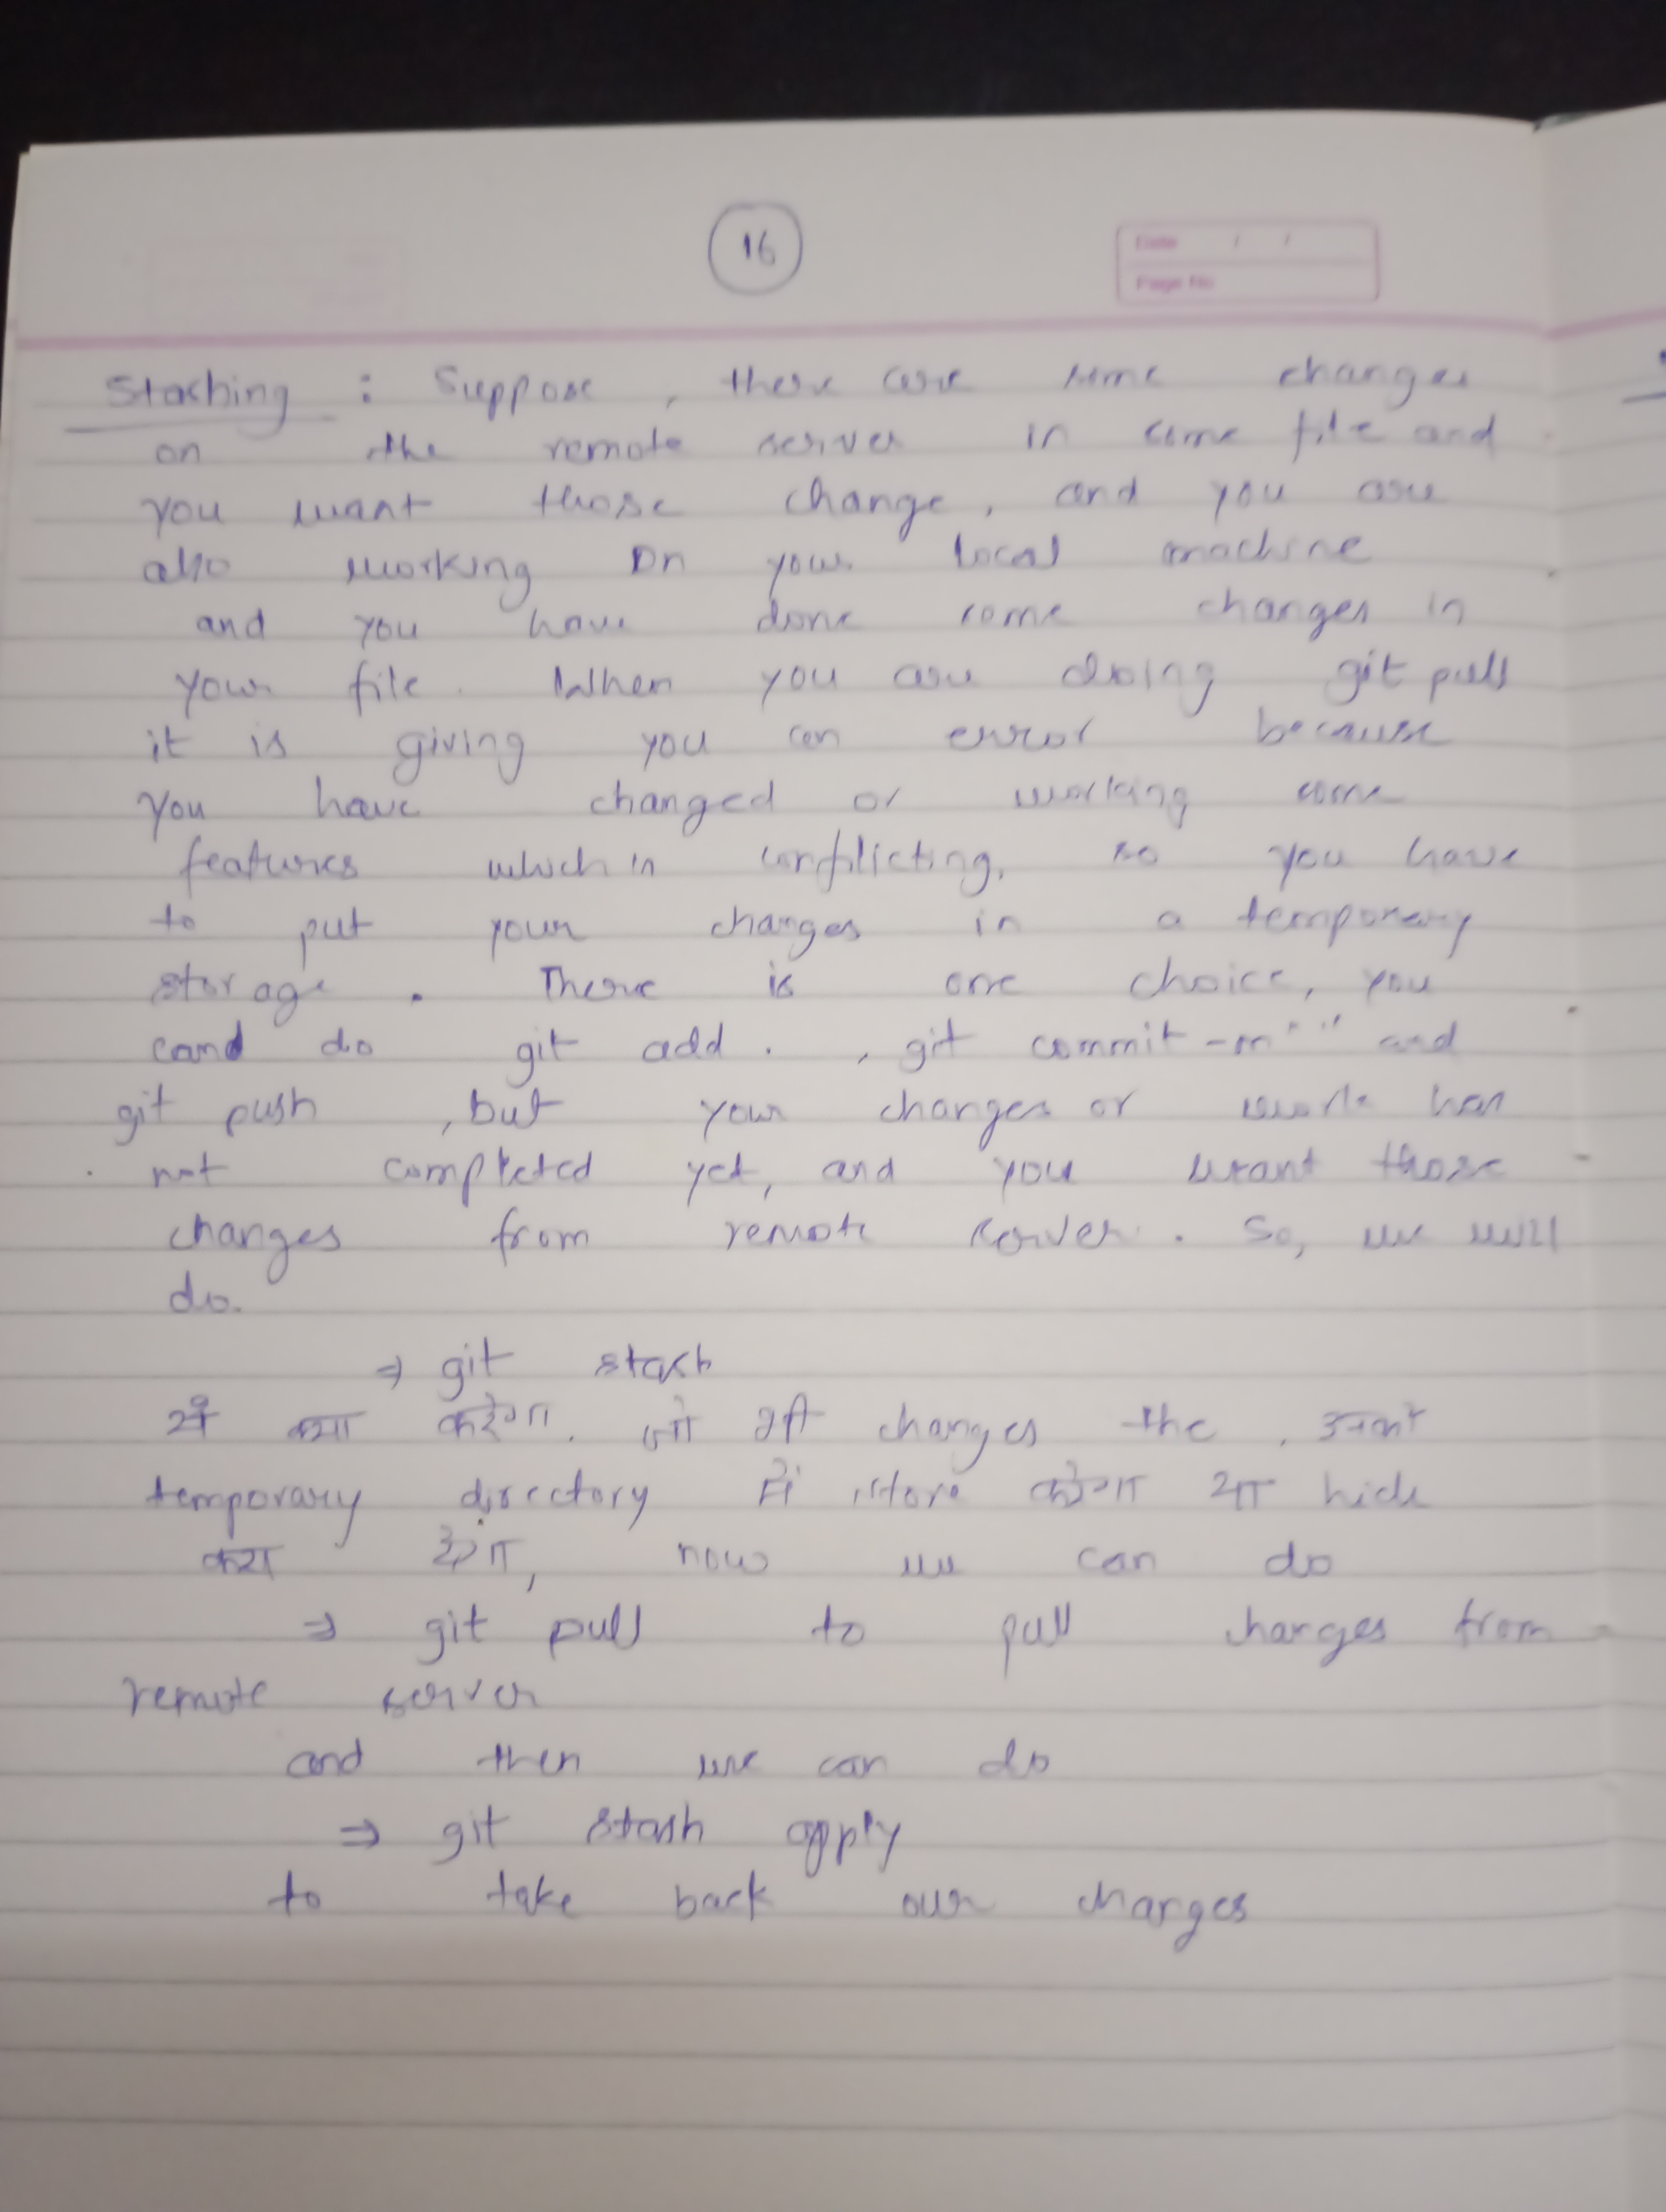 16
Date / /
Page No
Stashing : Suppose , there are some changes
on the remote server in some file and
you want those change, and you are
also working on your local machine
and you have done some changes in
your file. When you are doing git pull
it is giving you an error because
you have changed or working some
features which in conflicting, so you have
to put your changes in a temporary
storage . There is one choice, you
cand do git add . , git commit -m" " and
git push , but your changes or work has
not completed yet, and you want those
changes from remote server . So, we will
do.
⇒ git stash
ये क्या करेगा, जो भी changes the , उनको
temporary directory में store करेगा या hide
करा देगा, now we can do
⇒ git pull to pull changes from
remote server
and then we can do
⇒ git stash apply
to take back our changes